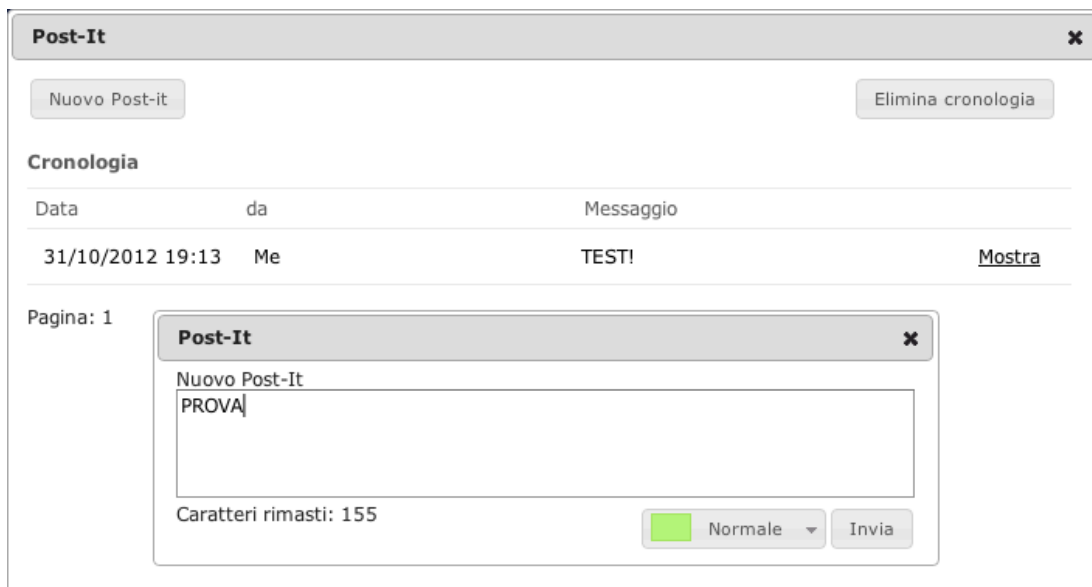 Post-It
Nuovo Post-it Elimina cronologia
Cronologia
Data da Messaggio
31/10/2012 19:13 Me TEST! Mostra
Pagina: 1
Post-It
Nuovo Post-It
PROVA
Caratteri rimasti: 155
Normale Invia